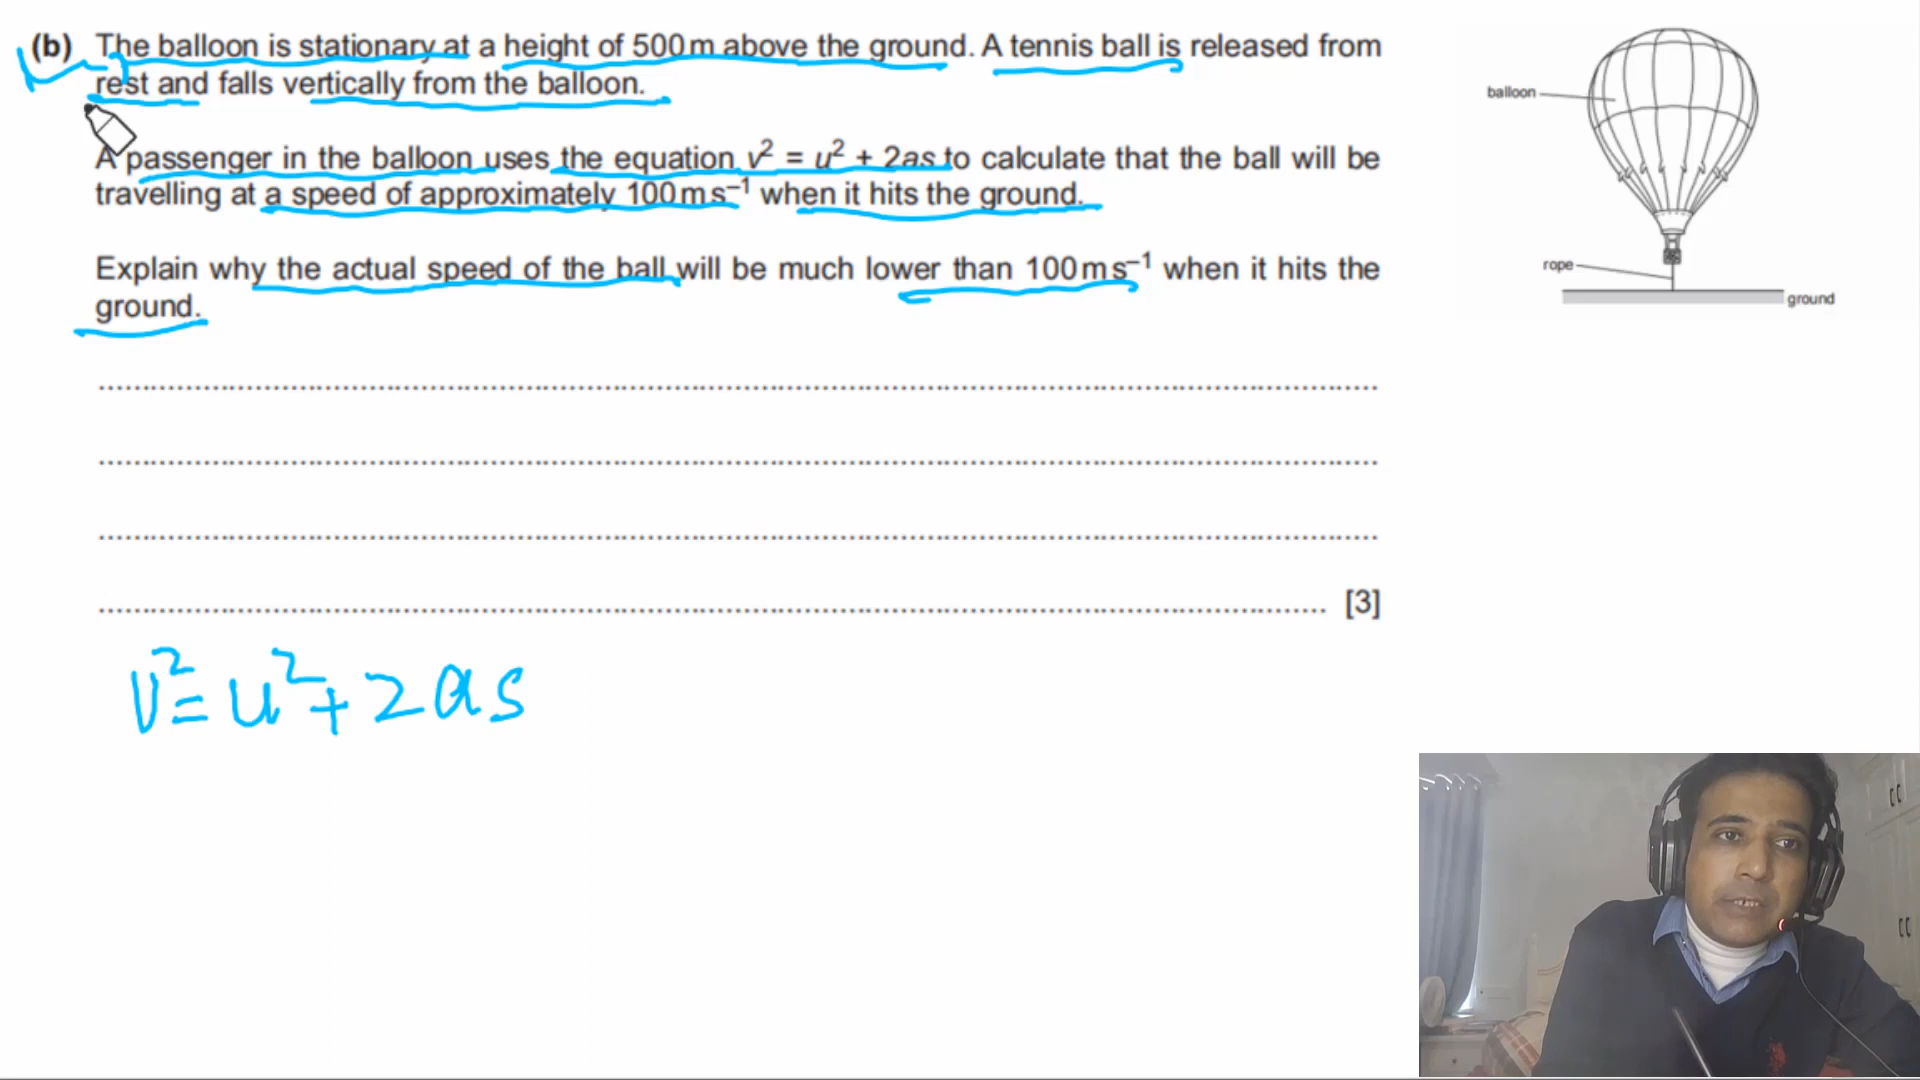 (b) The balloon is stationary at a height of 500 m above the ground. A tennis ball is released from
rest and falls vertically from the balloon.
A passenger in the balloon uses the equation v² = u² + 2as to calculate that the ball will be
travelling at a speed of approximately 100 m s⁻¹ when it hits the ground.
Explain why the actual speed of the ball will be much lower than 100 m s⁻¹ when it hits the
ground.
[3]
v² = u² + 2as
balloon
rope
ground